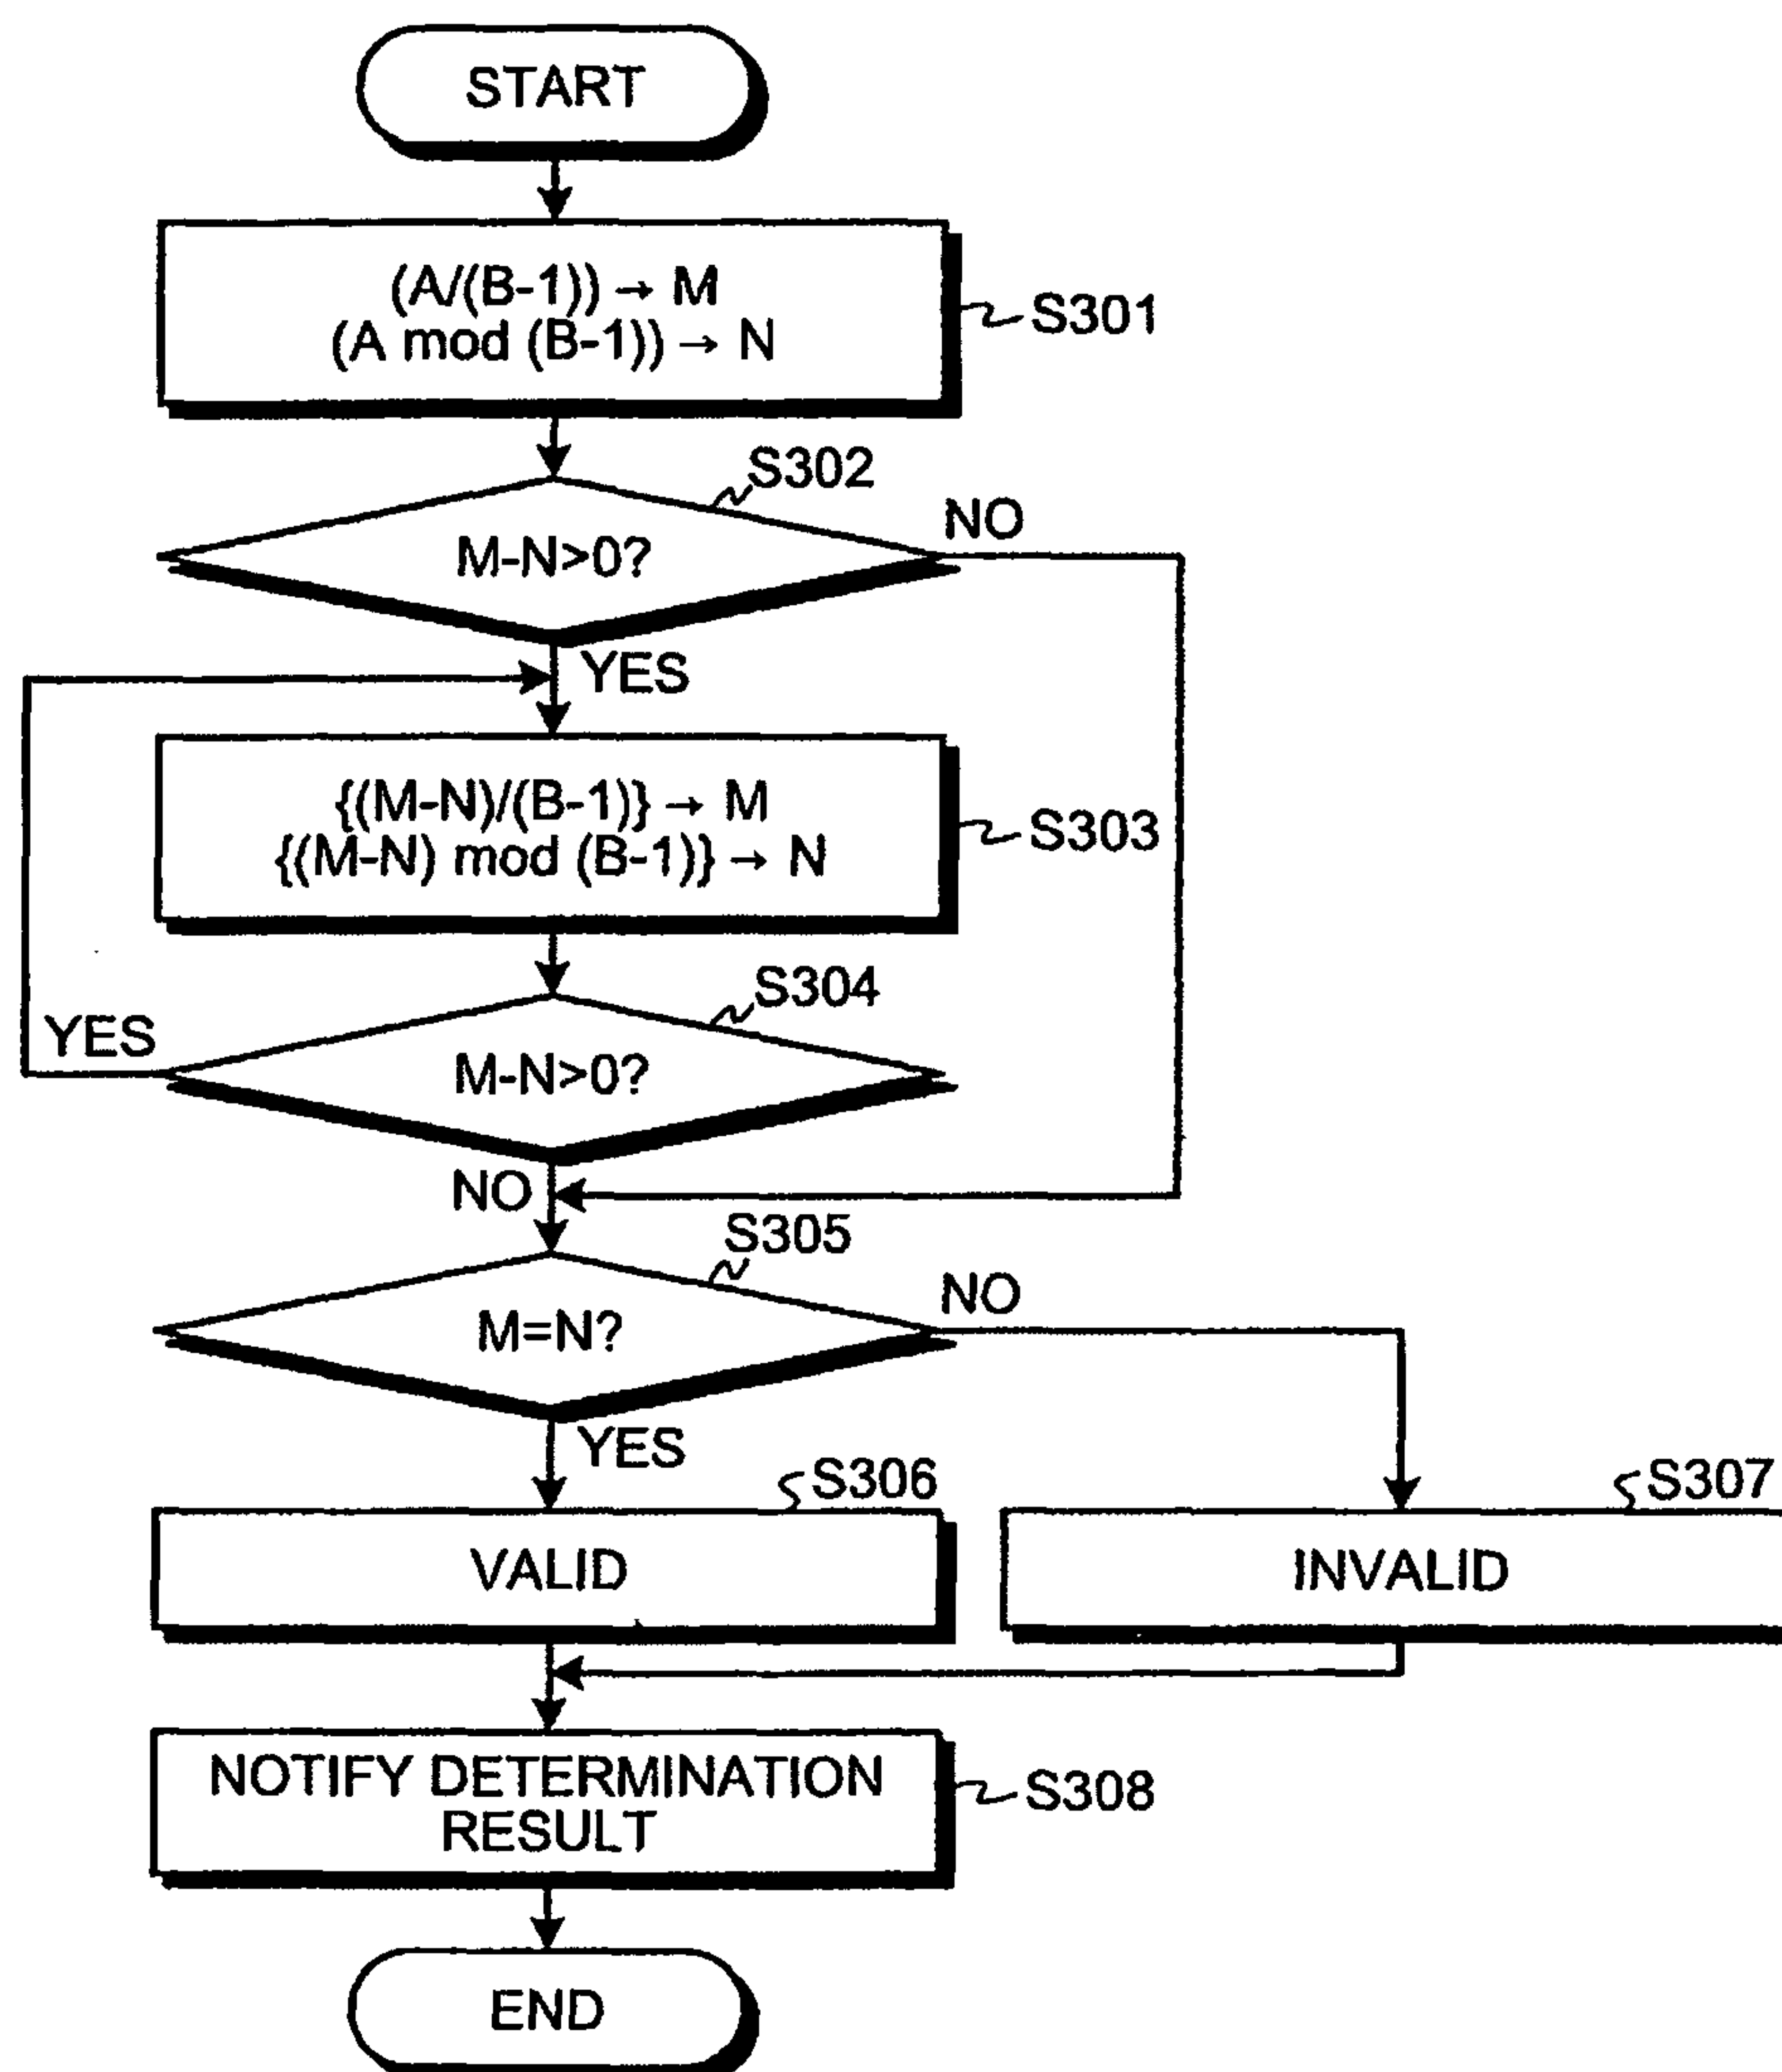 START
(A/(B-1)) → M
(A mod (B-1)) → N
S301
S302
M-N>0?
NO
YES
{(M-N)/(B-1)} → M
{(M-N) mod (B-1)} → N
S303
S304
M-N>0?
YES
NO
S305
M=N?
NO
YES
S306
VALID
S307
INVALID
NOTIFY DETERMINATION
RESULT
S308
END